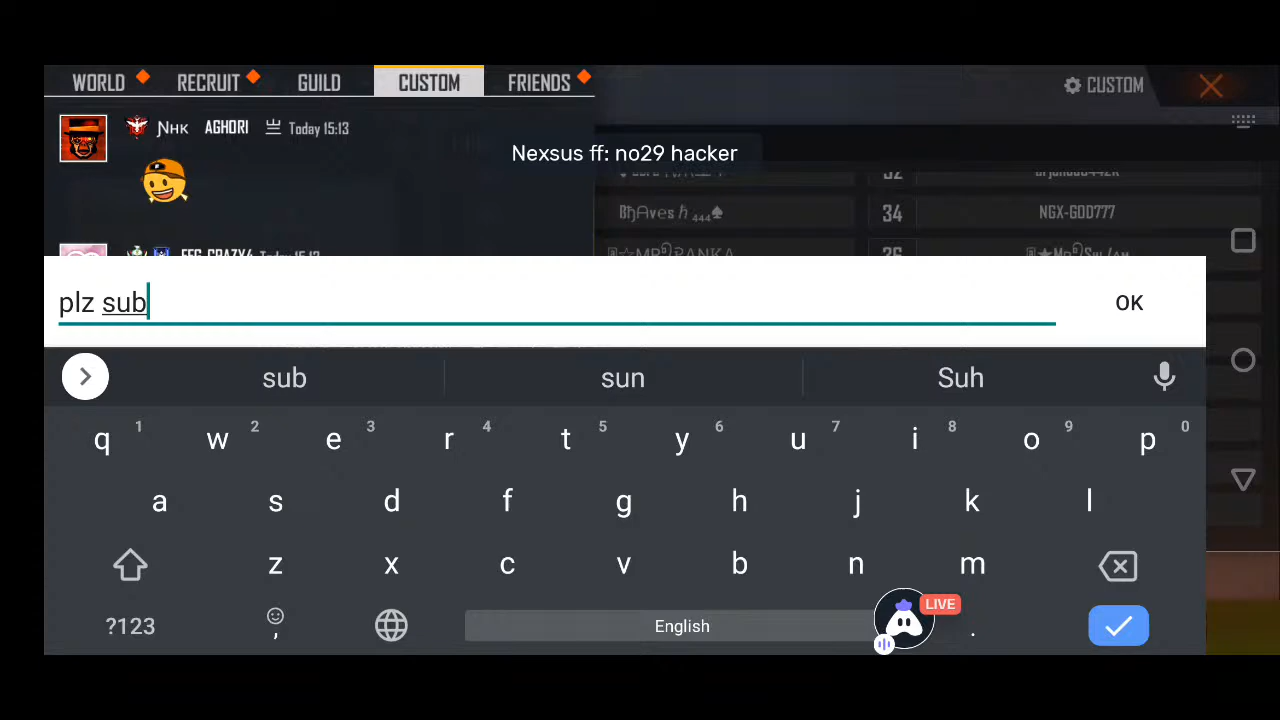 WORLD RECRUIT GUILD CUSTOM FRIENDS CUSTOM
AGHORI Today 15:13
Nexsus ff: no29 hacker
34 NGX-GOD777
plz sub OK
sub sun Suh
q 1 w 2 e 3 r 4 t 5 y 6 u 7 i 8 o 9 p 0
a s d f g h j k l
z x c v b n m
?123 , English .
LIVE